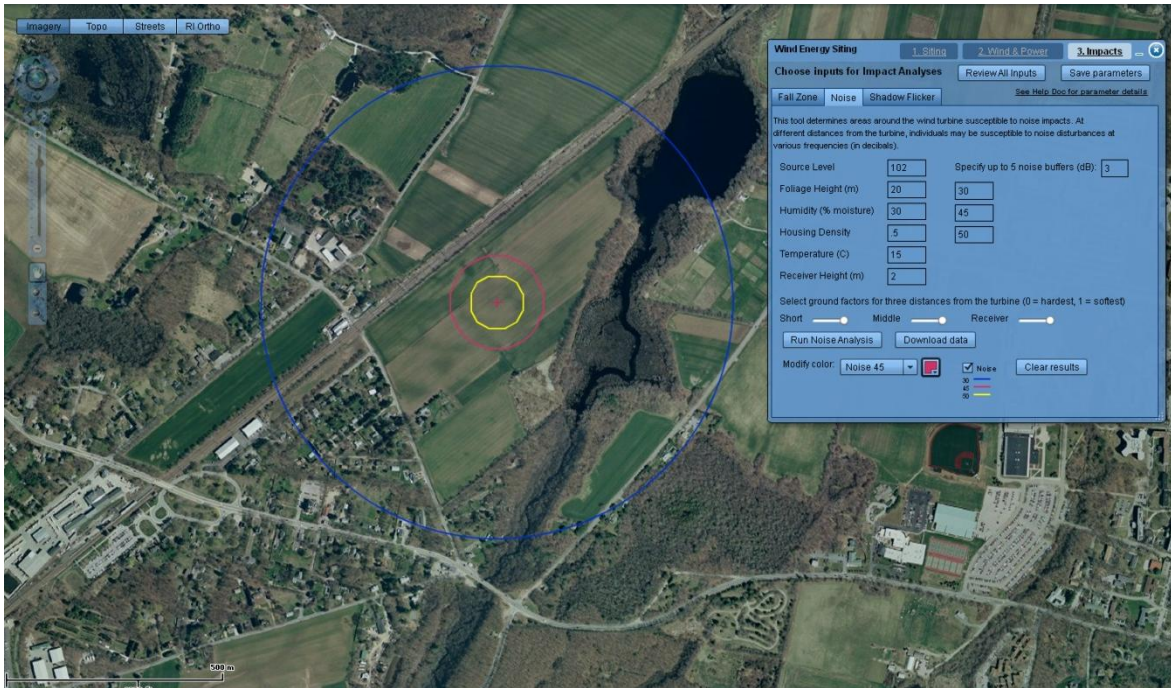 Imagery Topo Streets RI Ortho
Wind Energy Siting 1. Siting 2. Wind & Power 3. Impacts
Choose inputs for Impact Analyses Review All Inputs Save parameters
Fall Zone Noise Shadow Flicker See Help Doc for parameter details
This tool determines areas around the wind turbine susceptible to noise impacts. At
different distances from the turbine, individuals may be susceptible to noise disturbances at
various frequencies (in decibals).
Source Level 102 Specify up to 5 noise buffers (dB): 3
Foliage Height (m) 20 30
Humidity (% moisture) 30 45
Housing Density .5 50
Temperature (C) 15
Receiver Height (m) 2
Select ground factors for three distances from the turbine (0 = hardest, 1 = softest)
Short Middle Receiver
Run Noise Analysis Download data
Modify color: Noise 45 Noise Clear results
30
45
50
500 m